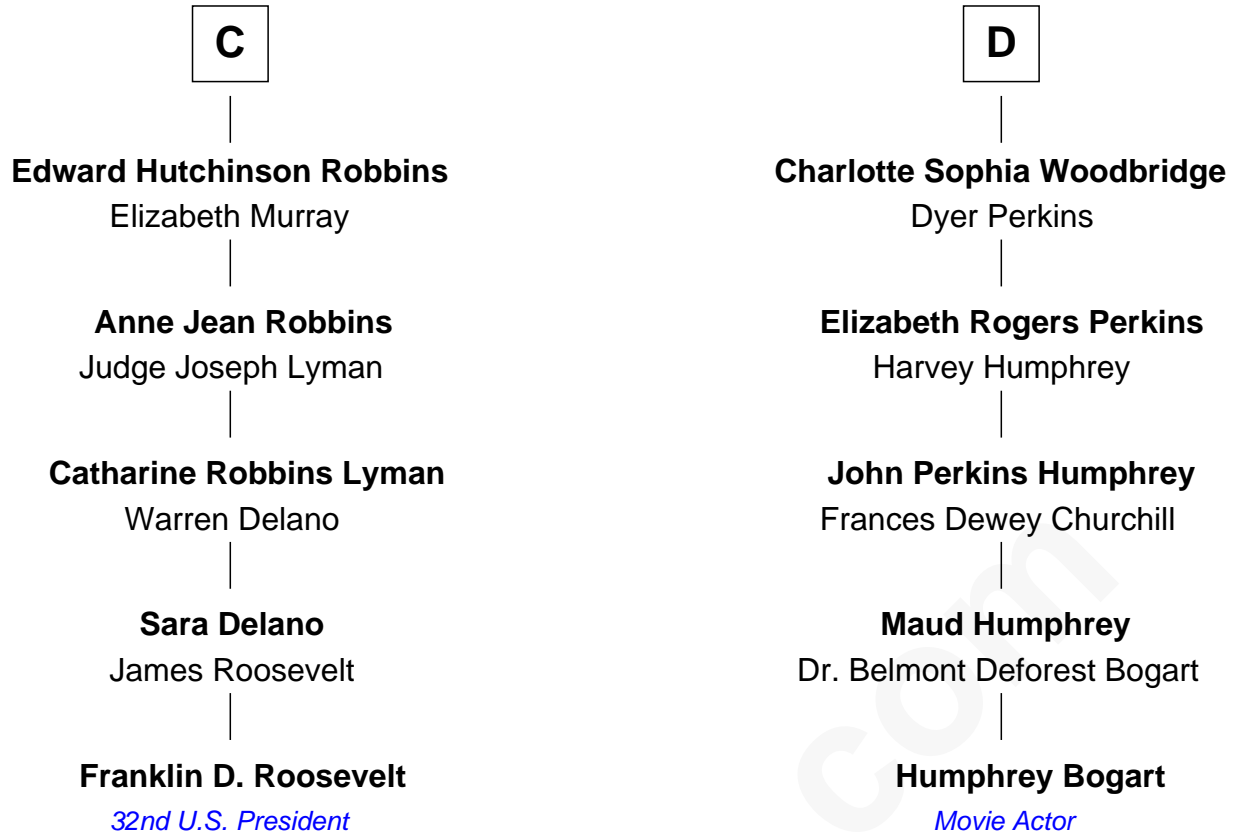 C
Edward Hutchinson Robbins
Elizabeth Murray
Anne Jean Robbins
Judge Joseph Lyman
Catharine Robbins Lyman
Warren Delano
Sara Delano
James Roosevelt
Franklin D. Roosevelt
32nd U.S. President
D
Charlotte Sophia Woodbridge
Dyer Perkins
Elizabeth Rogers Perkins
Harvey Humphrey
John Perkins Humphrey
Frances Dewey Churchill
Maud Humphrey
Dr. Belmont Deforest Bogart
Humphrey Bogart
Movie Actor
com